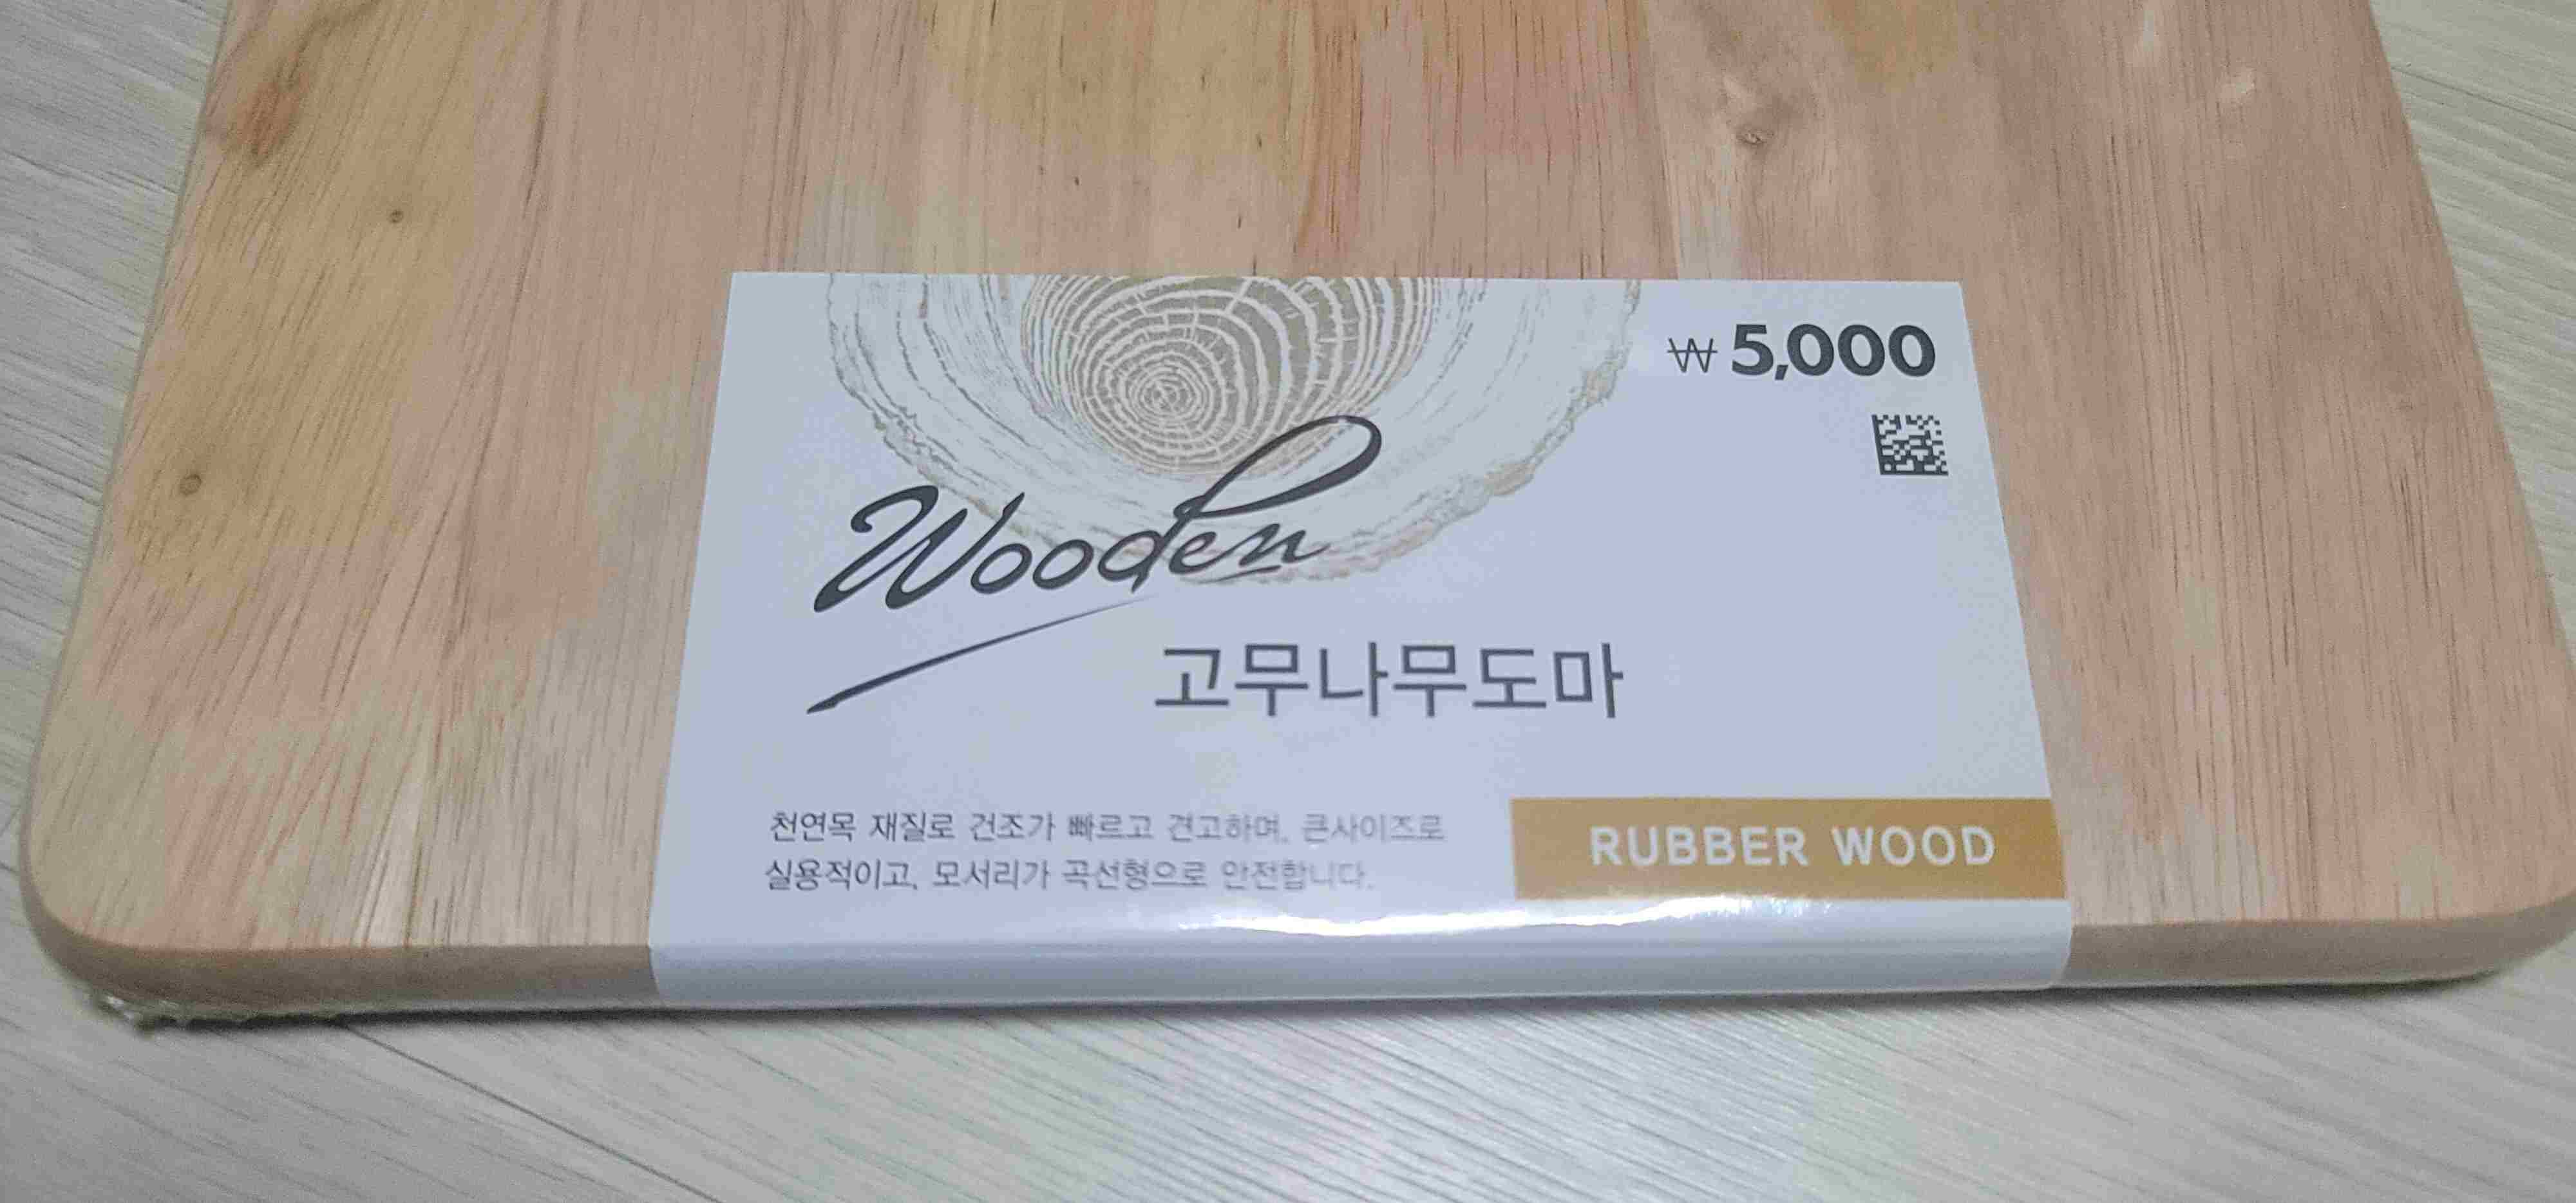 ₩ 5,000
Wooden
고무나무도마
천연목 재질로 건조가 빠르고 견고하며, 큰사이즈로
실용적이고, 모서리가 곡선형으로 안전합니다.
RUBBER WOOD